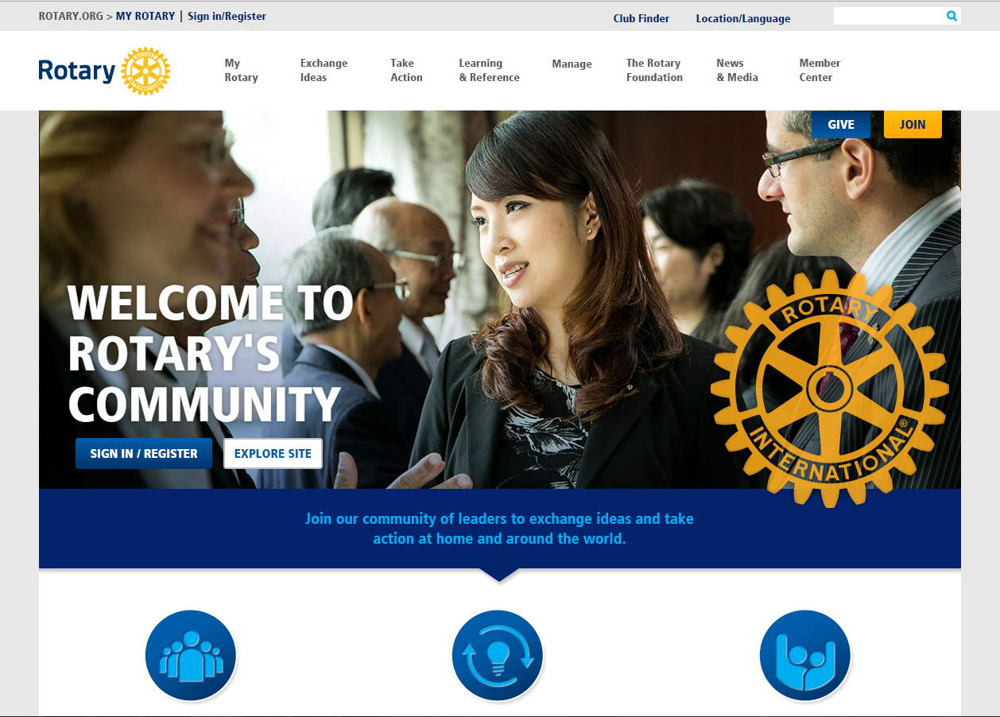 ROTARY.ORG > MY ROTARY | Sign in/Register
Club Finder
Location/Language
Rotary
ROTARY
INTERNATIONAL
My
Rotary
Exchange
Ideas
Take
Action
Learning
& Reference
Manage
The Rotary
Foundation
News
& Media
Member
Center
GIVE
JOIN
WELCOME TO
ROTARY'S
COMMUNITY
SIGN IN / REGISTER
EXPLORE SITE
ROTARY
INTERNATIONAL®
Join our community of leaders to exchange ideas and take
action at home and around the world.